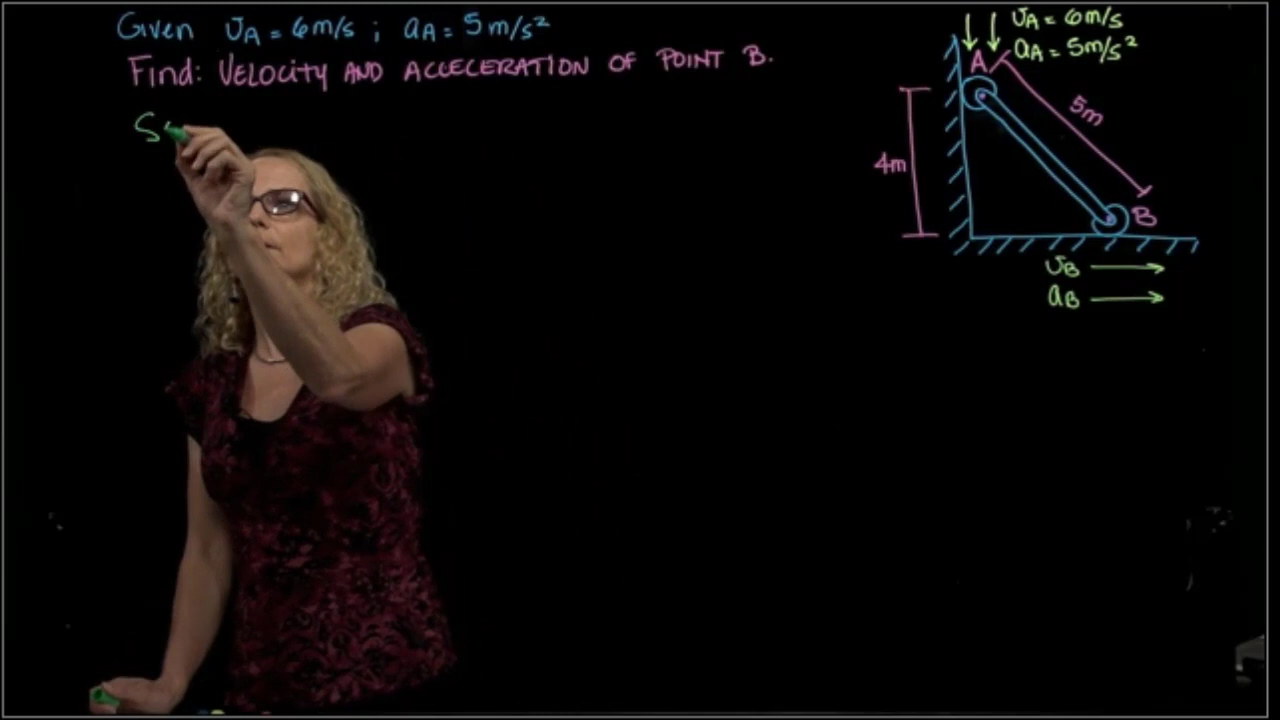 Given vA = 6m/s ; aA = 5m/s²
Find: VELOCITY AND ACCELERATION OF POINT B.
S
vA = 6m/s
aA = 5m/s²
A
5m
4m
B
vB
aB